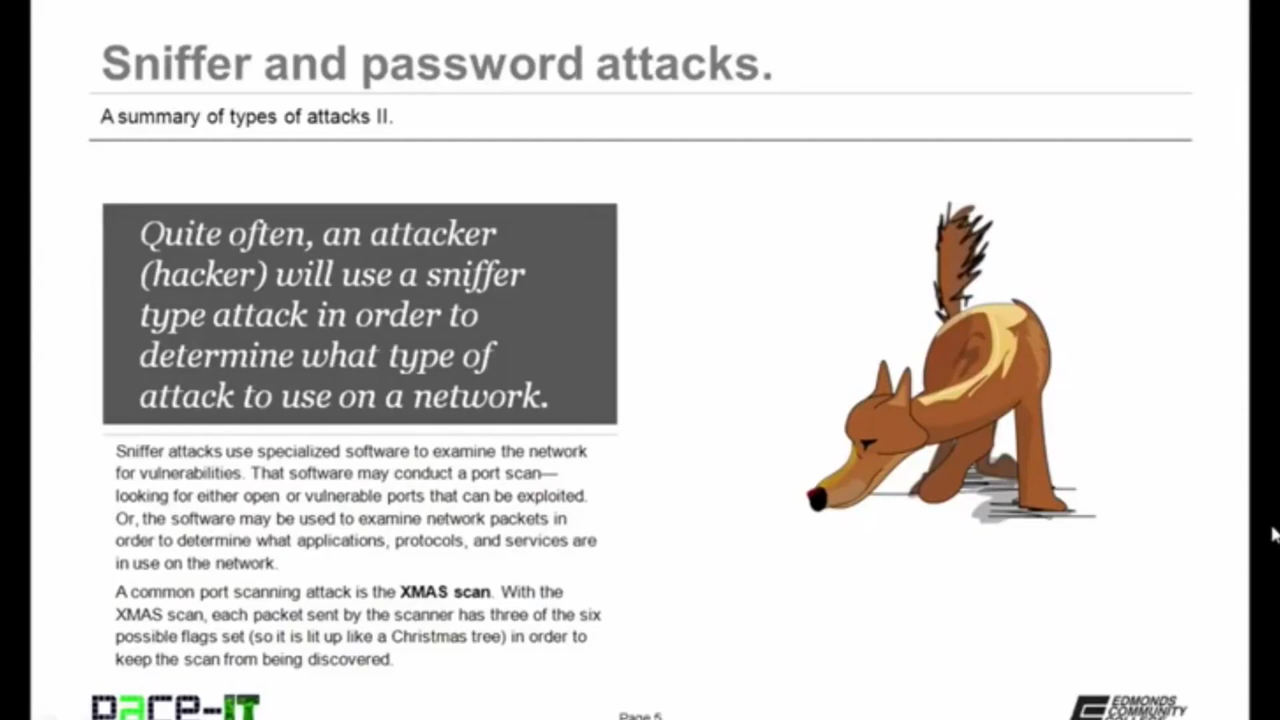 Sniffer and password attacks.
A summary of types of attacks II.
Quite often, an attacker
(hacker) will use a sniffer
type attack in order to
determine what type of
attack to use on a network.
Sniffer attacks use specialized software to examine the network
for vulnerabilities. That software may conduct a port scan—
looking for either open or vulnerable ports that can be exploited.
Or, the software may be used to examine network packets in
order to determine what applications, protocols, and services are
in use on the network.
A common port scanning attack is the XMAS scan. With the
XMAS scan, each packet sent by the scanner has three of the six
possible flags set (so it is lit up like a Christmas tree) in order to
keep the scan from being discovered.
PACE-IT
Page 5
EDMONDS
COMMUNITY